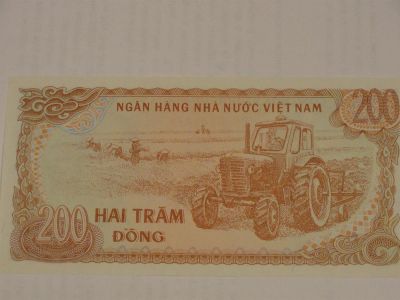 NGÂN HÀNG NHÀ NƯỚC VIỆT NAM
200
200
HAI TRĂM
ĐỒNG